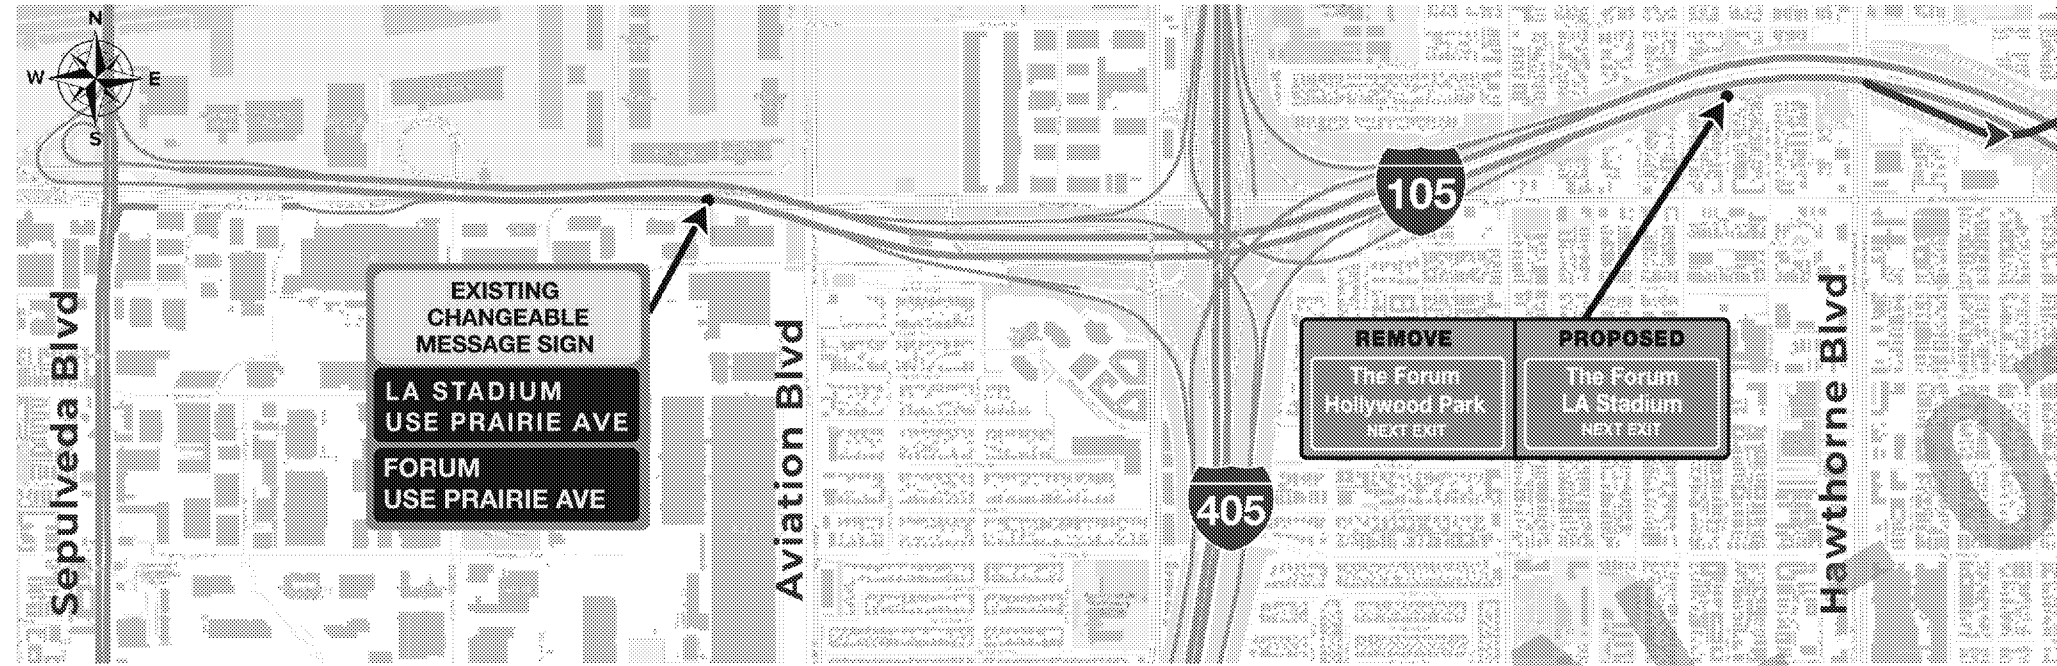 N
W
E
S
105
EXISTING
CHANGEABLE
MESSAGE SIGN
LA STADIUM
USE PRAIRIE AVE
FORUM
USE PRAIRIE AVE
REMOVE
The Forum
Hollywood Park
NEXT EXIT
PROPOSED
The Forum
LA Stadium
NEXT EXIT
Sepulveda Blvd
Aviation Blvd
405
Hawthorne Blvd